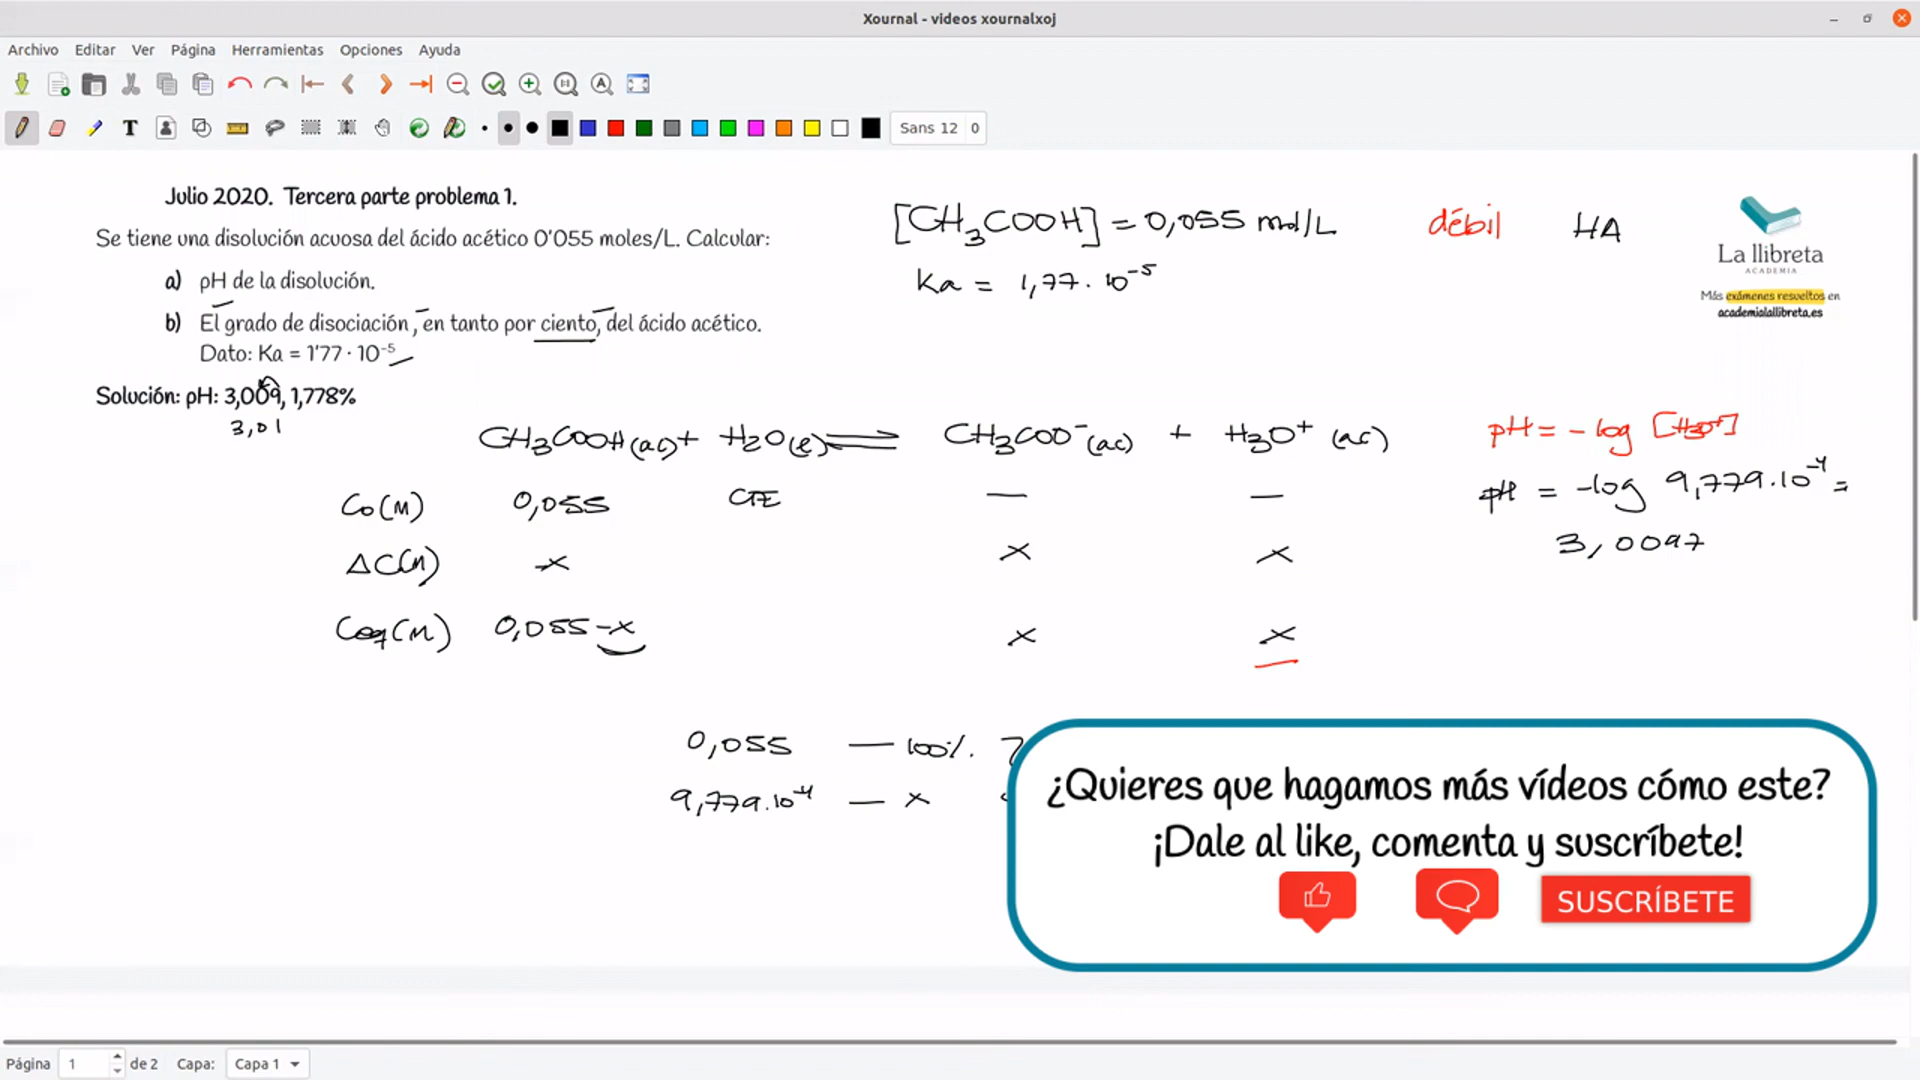 Xournal - videos xournalxoj
Archivo Editar Ver Página Herramientas Opciones Ayuda
Sans 12 0
Julio 2020. Tercera parte problema 1.
Se tiene una disolución acuosa del ácido acético 0'055 moles/L. Calcular:
a) pH de la disolución.
b) El grado de disociación, en tanto por ciento, del ácido acético.
Dato: Ka = 1'77 · 10⁻⁵
Solución: pH: 3,009, 1,778%
3,01
[CH₃COOH] = 0,055 mol/L débil HA
Ka = 1,77 · 10⁻⁵
La llibreta
ACADEMIA
Más exámenes resueltos en
academialallibreta.es
CH₃COOH(ac) + H₂O(l) ⇌ CH₃COO⁻(ac) + H₃O⁺ (ac)
Co(M) 0,055 CTE — —
ΔC(M) -x x x
Ceq(M) 0,055-x x x
pH = -log [H₃O⁺]
pH = -log 9,779·10⁻⁴ =
3,0097
0,055 — 100%.
9,779·10⁻⁴ — x
¿Quieres que hagamos más vídeos cómo este?
¡Dale al like, comenta y suscríbete!
SUSCRÍBETE
Página 1 de 2 Capa: Capa 1